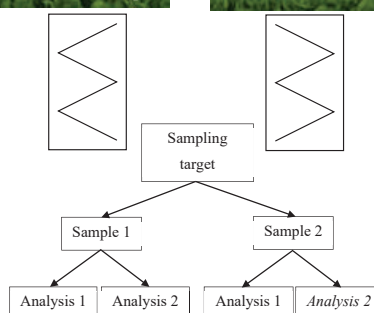 Sampling
target
Sample 1
Sample 2
Analysis 1
Analysis 2
Analysis 1
Analysis 2